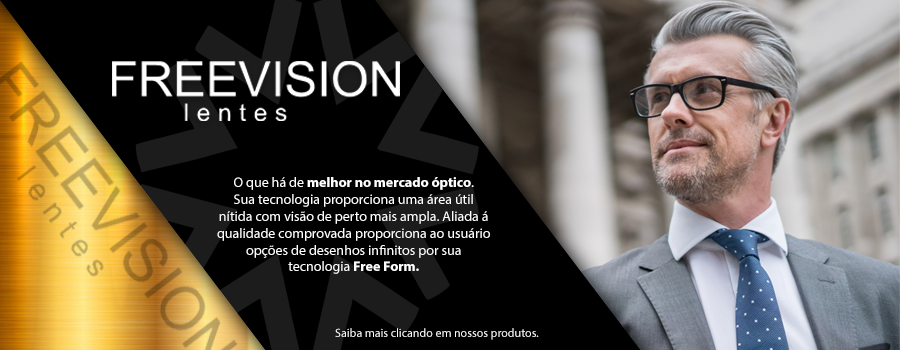 FREEVISION
lentes
FREEVISION
lentes
O que há de melhor no mercado óptico.
Sua tecnologia proporciona uma área útil
nítida com visão de perto mais ampla. Aliada á
qualidade comprovada proporciona ao usuário
opções de desenhos infinitos por sua
tecnologia Free Form.
Saiba mais clicando em nossos produtos.